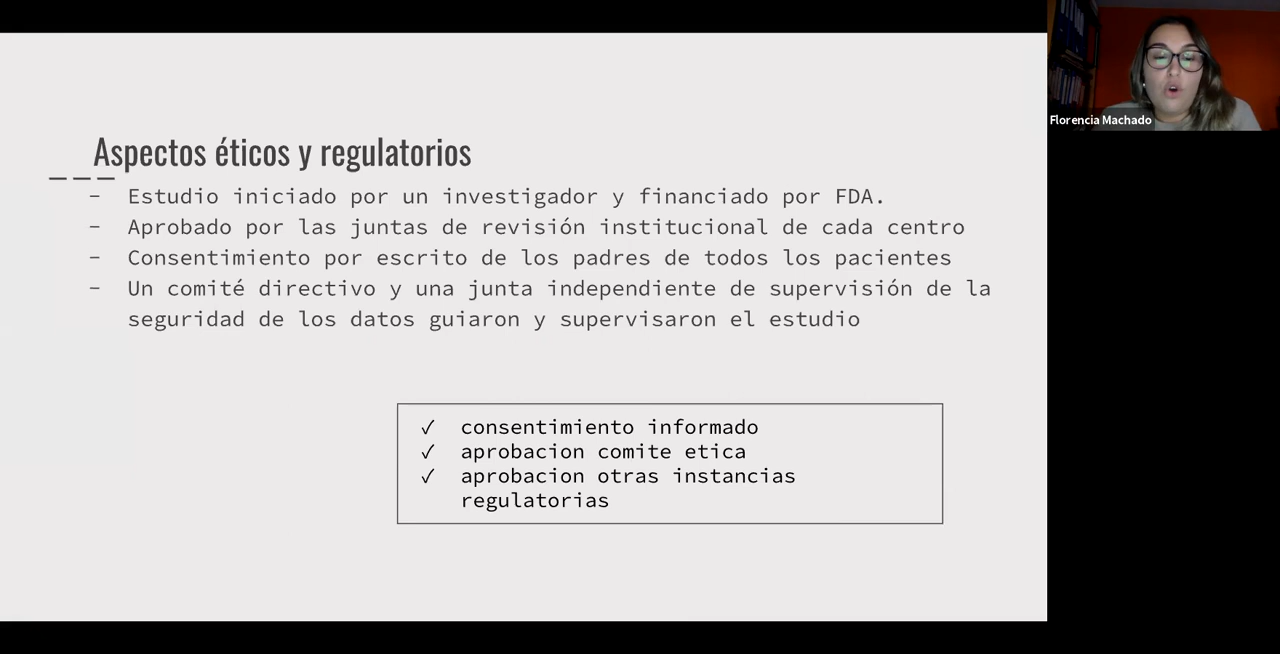 Aspectos éticos y regulatorios
- Estudio iniciado por un investigador y financiado por FDA.
- Aprobado por las juntas de revisión institucional de cada centro
- Consentimiento por escrito de los padres de todos los pacientes
- Un comité directivo y una junta independiente de supervisión de la
seguridad de los datos guiaron y supervisaron el estudio
✓ consentimiento informado
✓ aprobacion comite etica
✓ aprobacion otras instancias
regulatorias
Florencia Machado